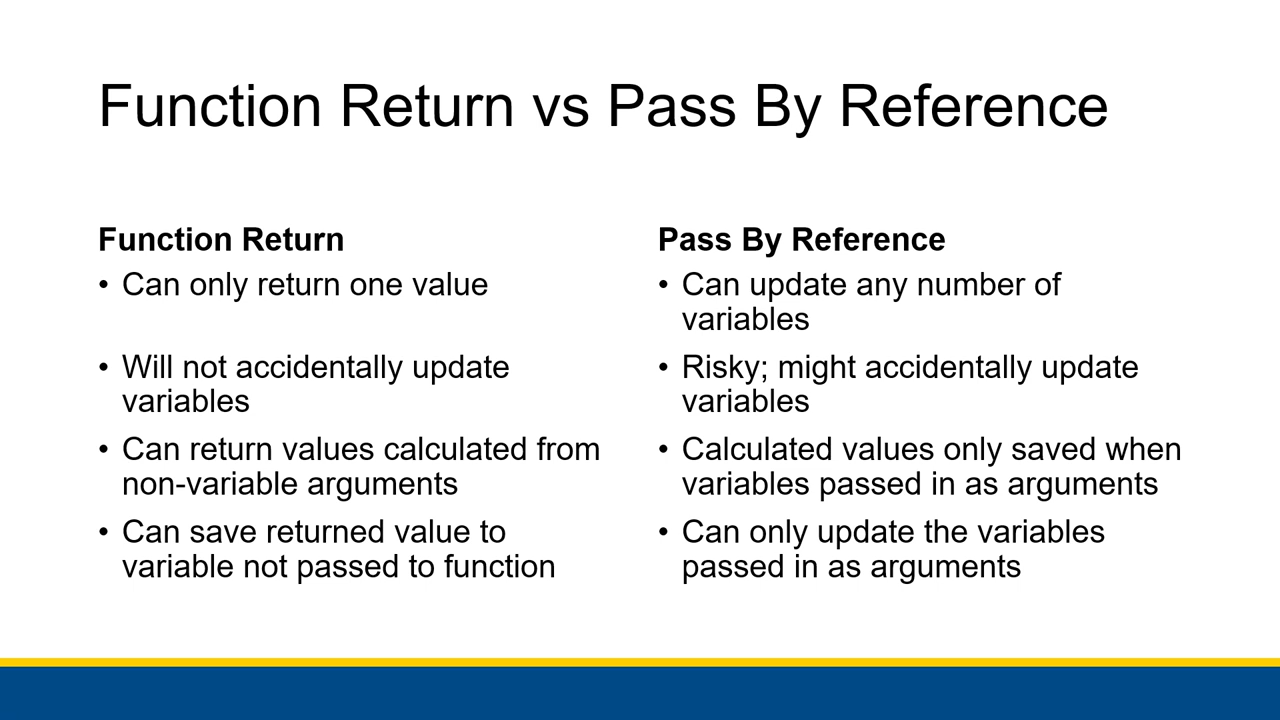 Function Return vs Pass By Reference
Function Return
• Can only return one value
• Will not accidentally update
variables
• Can return values calculated from
non-variable arguments
• Can save returned value to
variable not passed to function
Pass By Reference
• Can update any number of
variables
• Risky; might accidentally update
variables
• Calculated values only saved when
variables passed in as arguments
• Can only update the variables
passed in as arguments